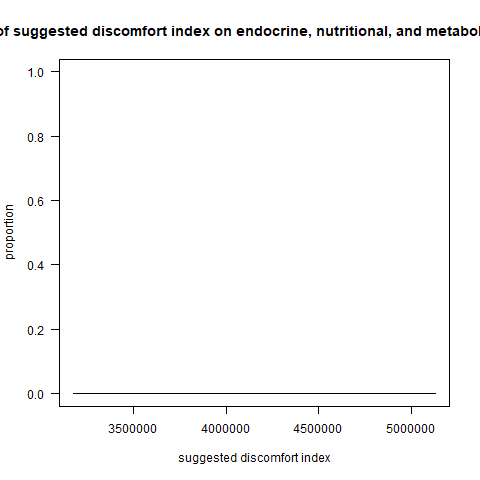 of suggested discomfort index on endocrine, nutritional, and
1.0
0.8
0.6
0.4
0.2
0.0
proportion
3500000 4000000 4500000 5000000
suggested discomfort index